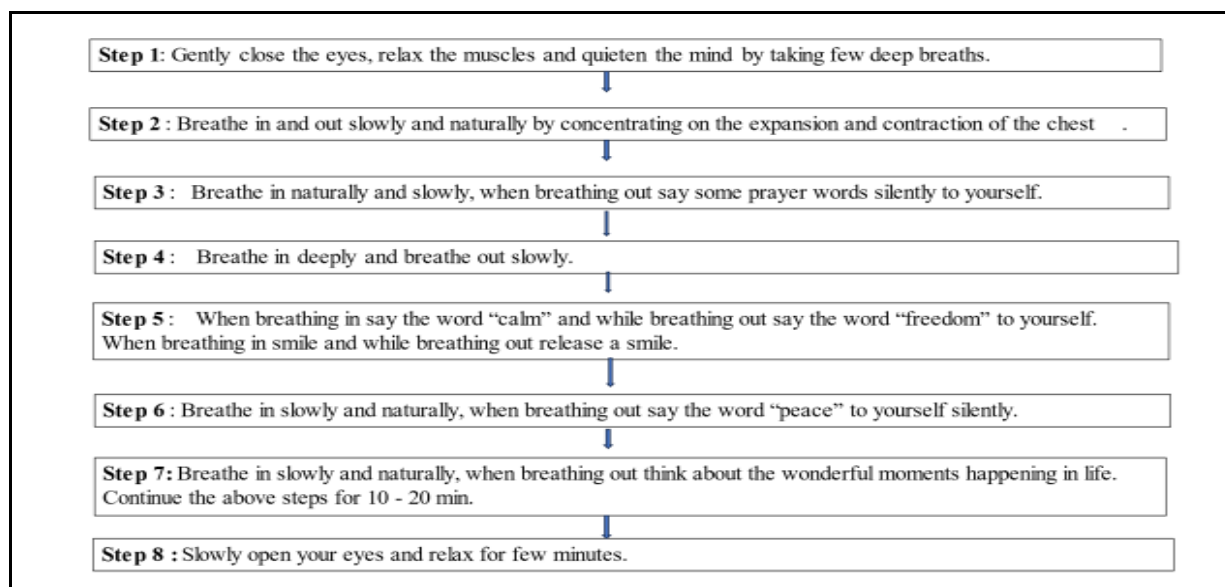 Step 1: Gently close the eyes, relax the muscles and quieten the mind by taking few deep breaths.
Step 2 : Breathe in and out slowly and naturally by concentrating on the expansion and contraction of the chest .
Step 3 : Breathe in naturally and slowly, when breathing out say some prayer words silently to yourself.
Step 4 : Breathe in deeply and breathe out slowly.
Step 5 : When breathing in say the word “calm” and while breathing out say the word “freedom” to yourself.
When breathing in smile and while breathing out release a smile.
Step 6 : Breathe in slowly and naturally, when breathing out say the word “peace” to yourself silently.
Step 7: Breathe in slowly and naturally, when breathing out think about the wonderful moments happening in life.
Continue the above steps for 10 - 20 min.
Step 8 : Slowly open your eyes and relax for few minutes.